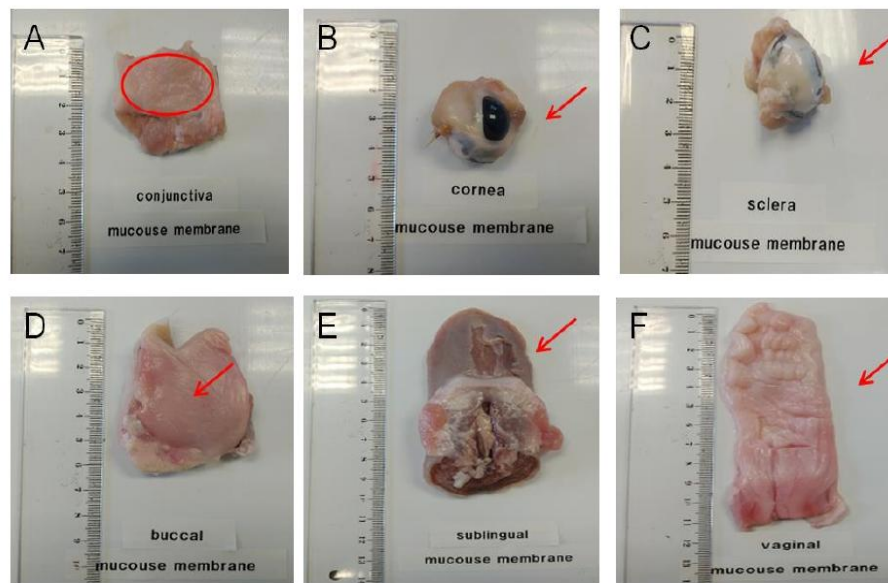 A
conjunctiva
mucouse membrane
B
cornea
mucouse membrane
C
sclera
mucouse membrane
D
buccal
mucouse membrane
E
sublingual
mucouse membrane
F
vaginal
mucouse membrane